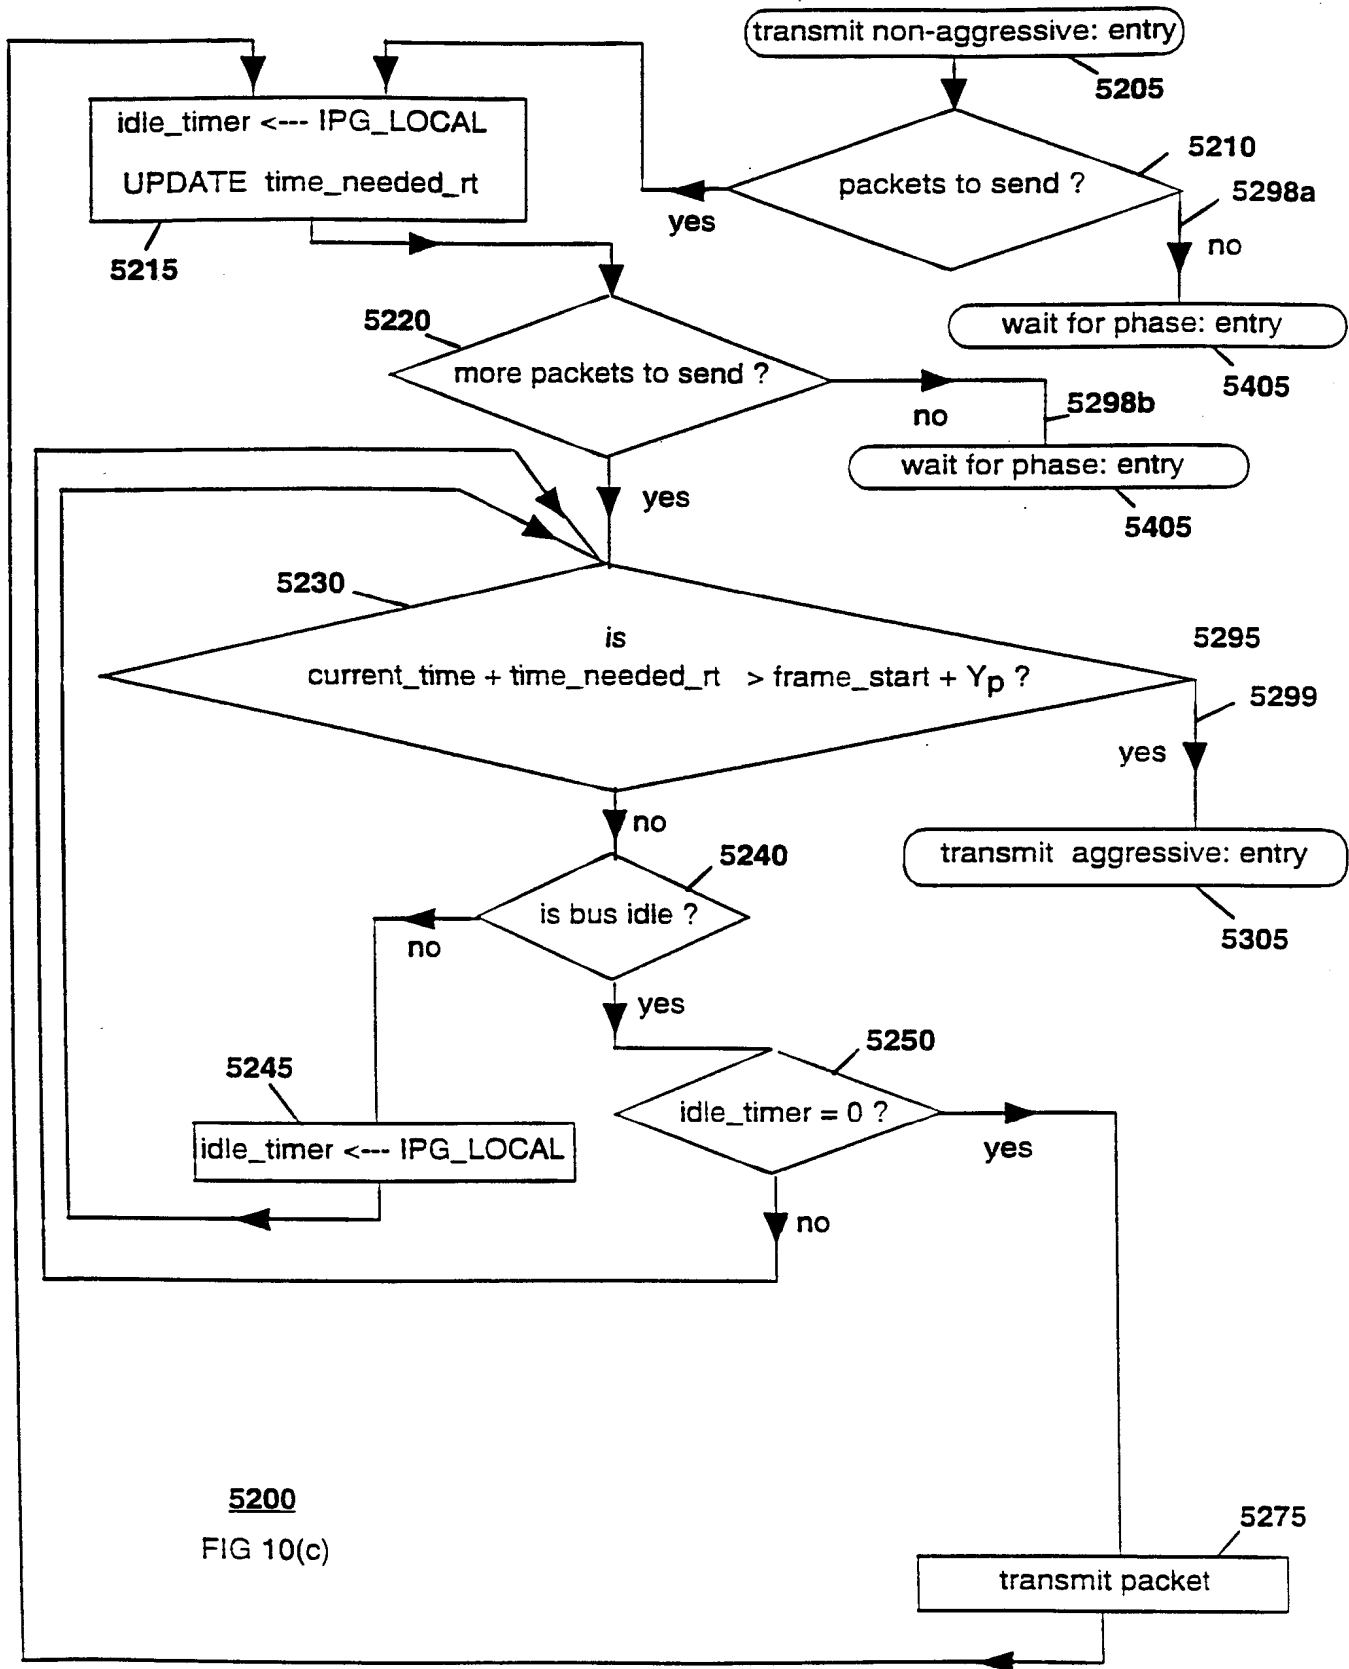 transmit non-aggressive: entry
5205
idle_timer <--- IPG_LOCAL
UPDATE time_needed_rt
5215
packets to send ?
5210
5298a
yes
no
wait for phase: entry
5405
5220
more packets to send ?
no
5298b
wait for phase: entry
5405
yes
5230
is
current_time + time_needed_rt > frame_start + Yp ?
5295
5299
yes
no
transmit aggressive: entry
5305
5240
is bus idle ?
no
yes
5250
idle_timer = 0 ?
yes
no
5245
idle_timer <--- IPG_LOCAL
5275
transmit packet
5200
FIG 10(c)